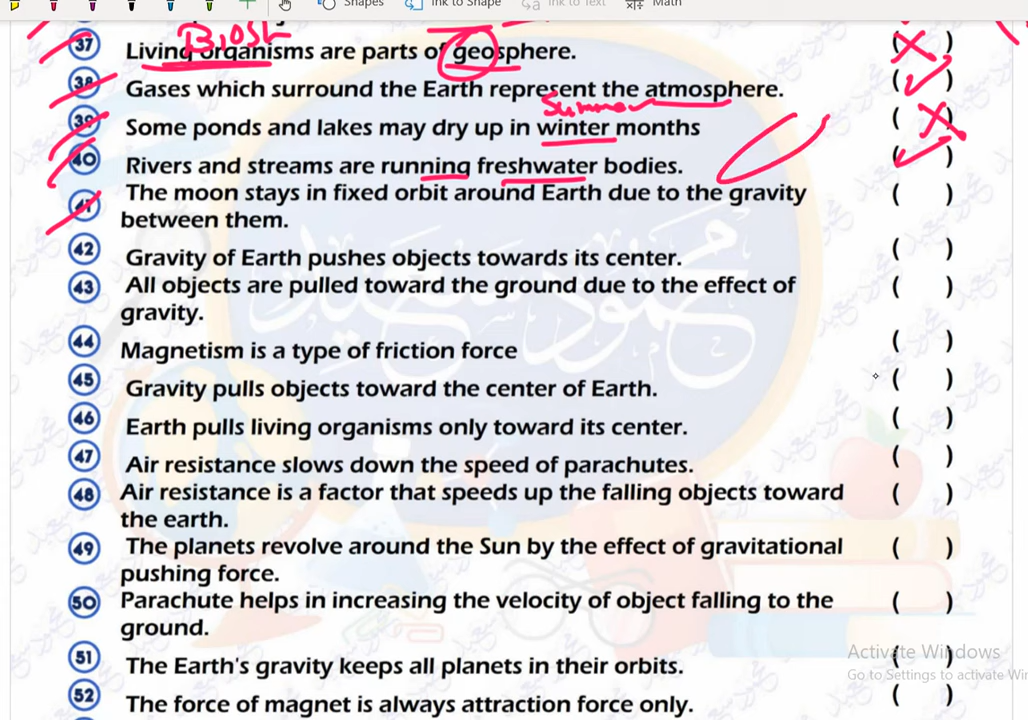 Shapes Ink to Shape Ink to Text Math
Biosh
37 Living organisms are parts of geosphere. ( X )
38 Gases which surround the Earth represent the atmosphere. ( ✓ )
Summer
39 Some ponds and lakes may dry up in winter months ( X )
40 Rivers and streams are running freshwater bodies. ( ✓ )
41 The moon stays in fixed orbit around Earth due to the gravity ( )
between them.
42 Gravity of Earth pushes objects towards its center. ( )
43 All objects are pulled toward the ground due to the effect of ( )
gravity.
44 Magnetism is a type of friction force ( )
45 Gravity pulls objects toward the center of Earth. ( )
46 Earth pulls living organisms only toward its center. ( )
47 Air resistance slows down the speed of parachutes. ( )
48 Air resistance is a factor that speeds up the falling objects toward ( )
the earth.
49 The planets revolve around the Sun by the effect of gravitational ( )
pushing force.
50 Parachute helps in increasing the velocity of object falling to the ( )
ground.
51 The Earth's gravity keeps all planets in their orbits. ( )
52 The force of magnet is always attraction force only. ( )
محمود سعيد
Activate Windows
Go to Settings to activate Wi